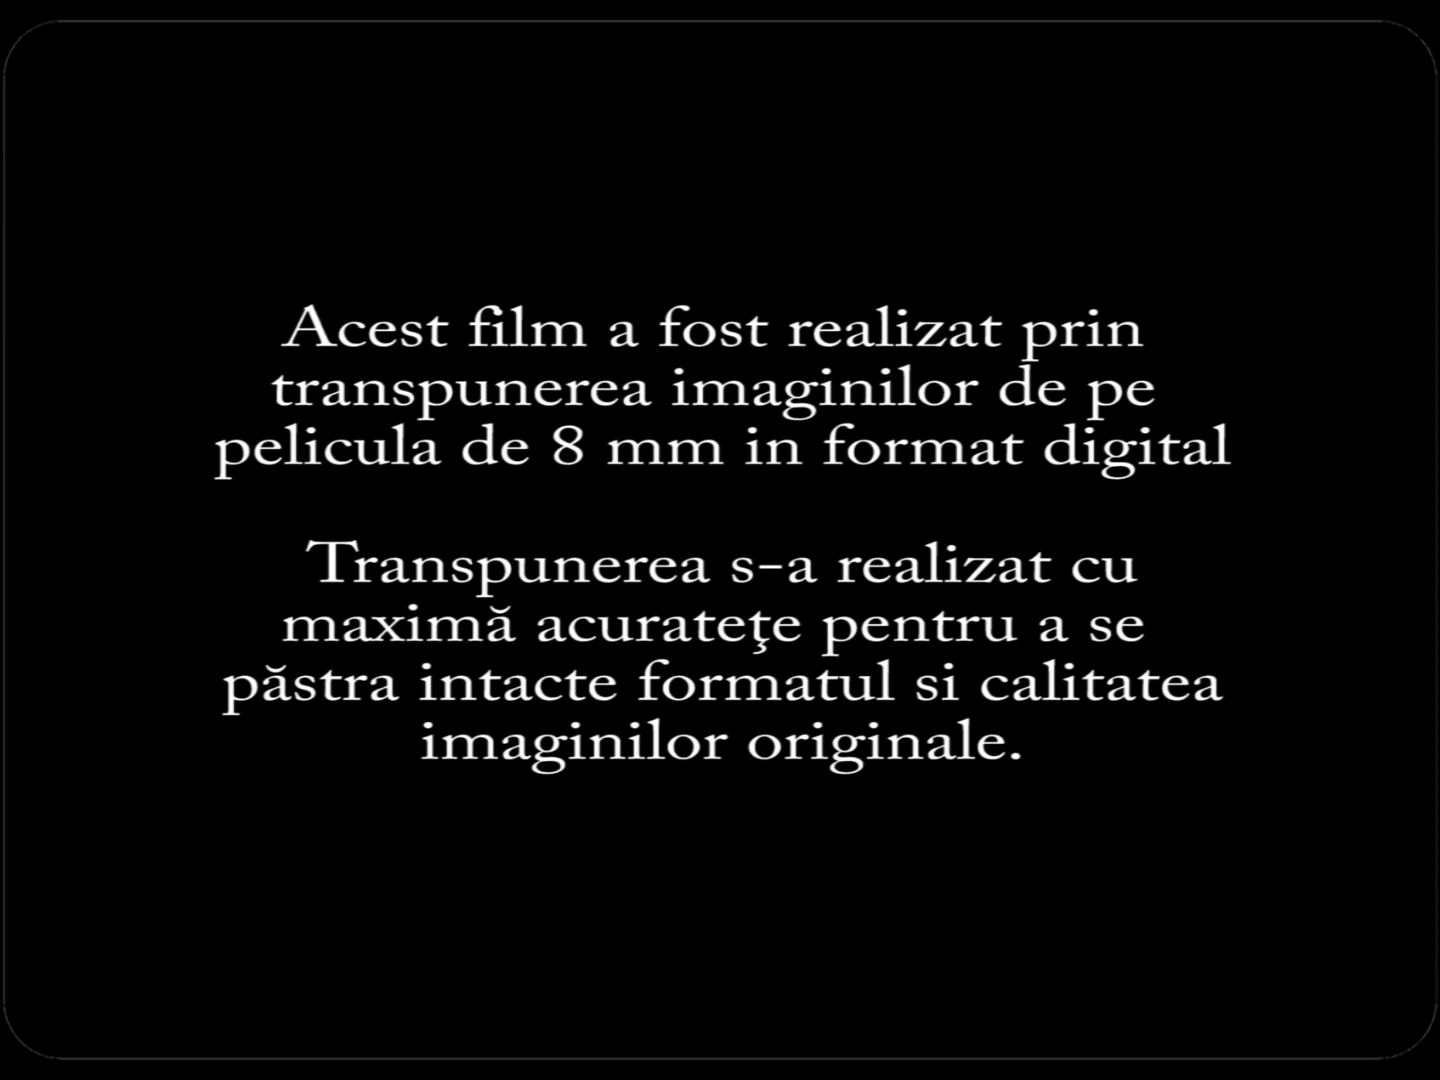 Acest film a fost realizat prin
transpunerea imaginilor de pe
pelicula de 8 mm in format digital
Transpunerea s-a realizat cu
maximă acurateţe pentru a se
păstra intacte formatul si calitatea
imaginilor originale.